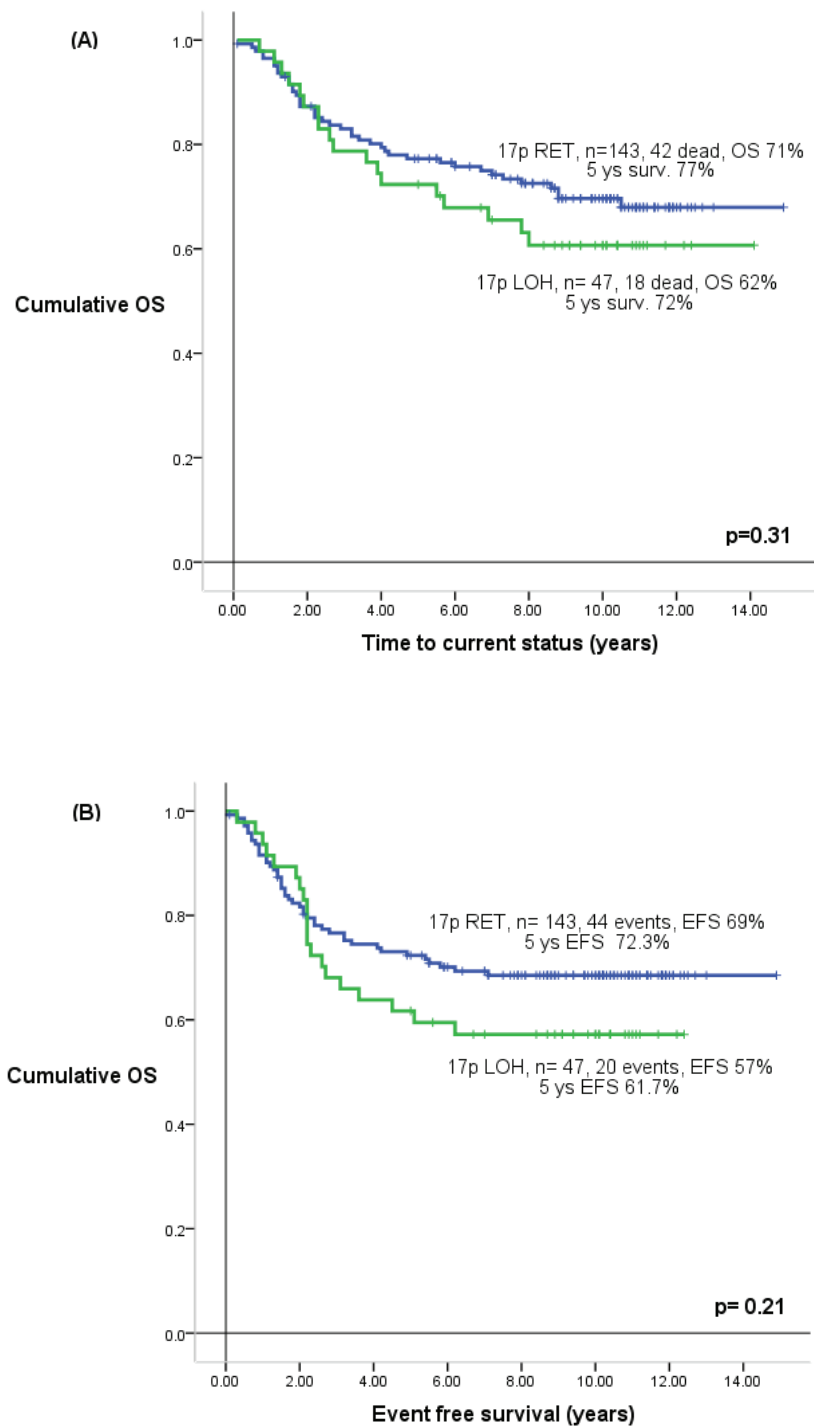 (A)
1.0
0.8
0.6
0.4
0.2
0.0
Cumulative OS
17p RET, n=143, 42 dead, OS 71%
5 ys surv. 77%
17p LOH, n= 47, 18 dead, OS 62%
5 ys surv. 72%
p=0.31
0.00 2.00 4.00 6.00 8.00 10.00 12.00 14.00
Time to current status (years)
(B)
1.0
0.8
0.6
0.4
0.2
0.0
Cumulative OS
17p RET, n= 143, 44 events, EFS 69%
5 ys EFS 72.3%
17p LOH, n= 47, 20 events, EFS 57%
5 ys EFS 61.7%
p= 0.21
0.00 2.00 4.00 6.00 8.00 10.00 12.00 14.00
Event free survival (years)